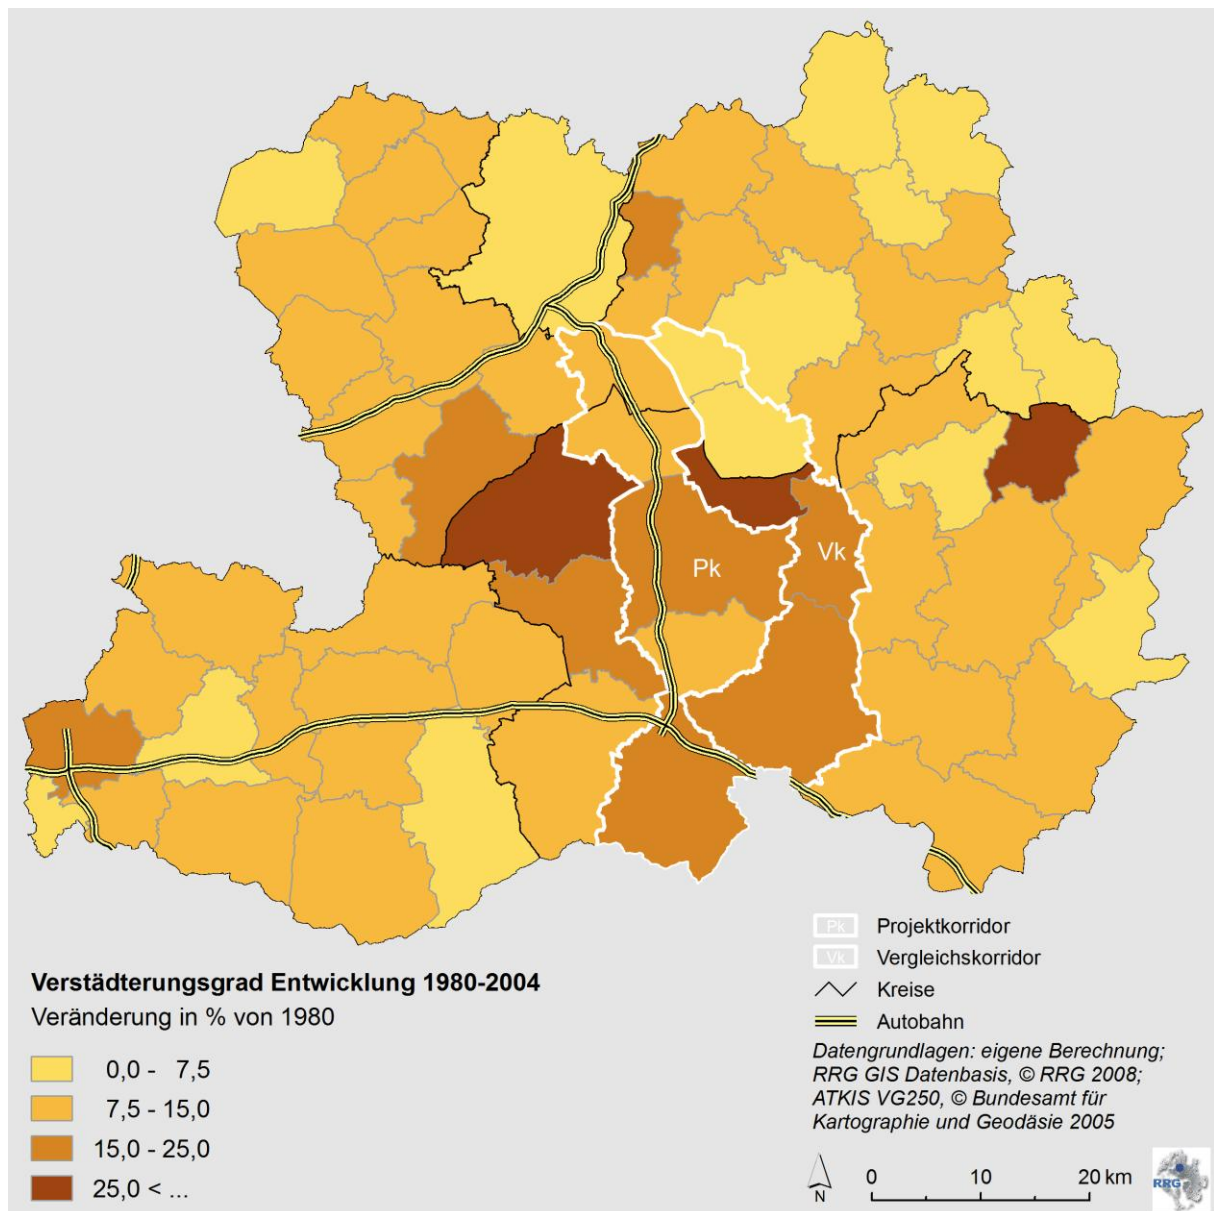 Pk
Vk
Verstädterungsgrad Entwicklung 1980-2004
Veränderung in % von 1980
0,0 - 7,5
7,5 - 15,0
15,0 - 25,0
25,0 < ...
Pk Projektkorridor
Vk Vergleichskorridor
Kreise
Autobahn
Datengrundlagen: eigene Berechnung;
RRG GIS Datenbasis, © RRG 2008;
ATKIS VG250, © Bundesamt für
Kartographie und Geodäsie 2005
N
0 10 20 km
RRG